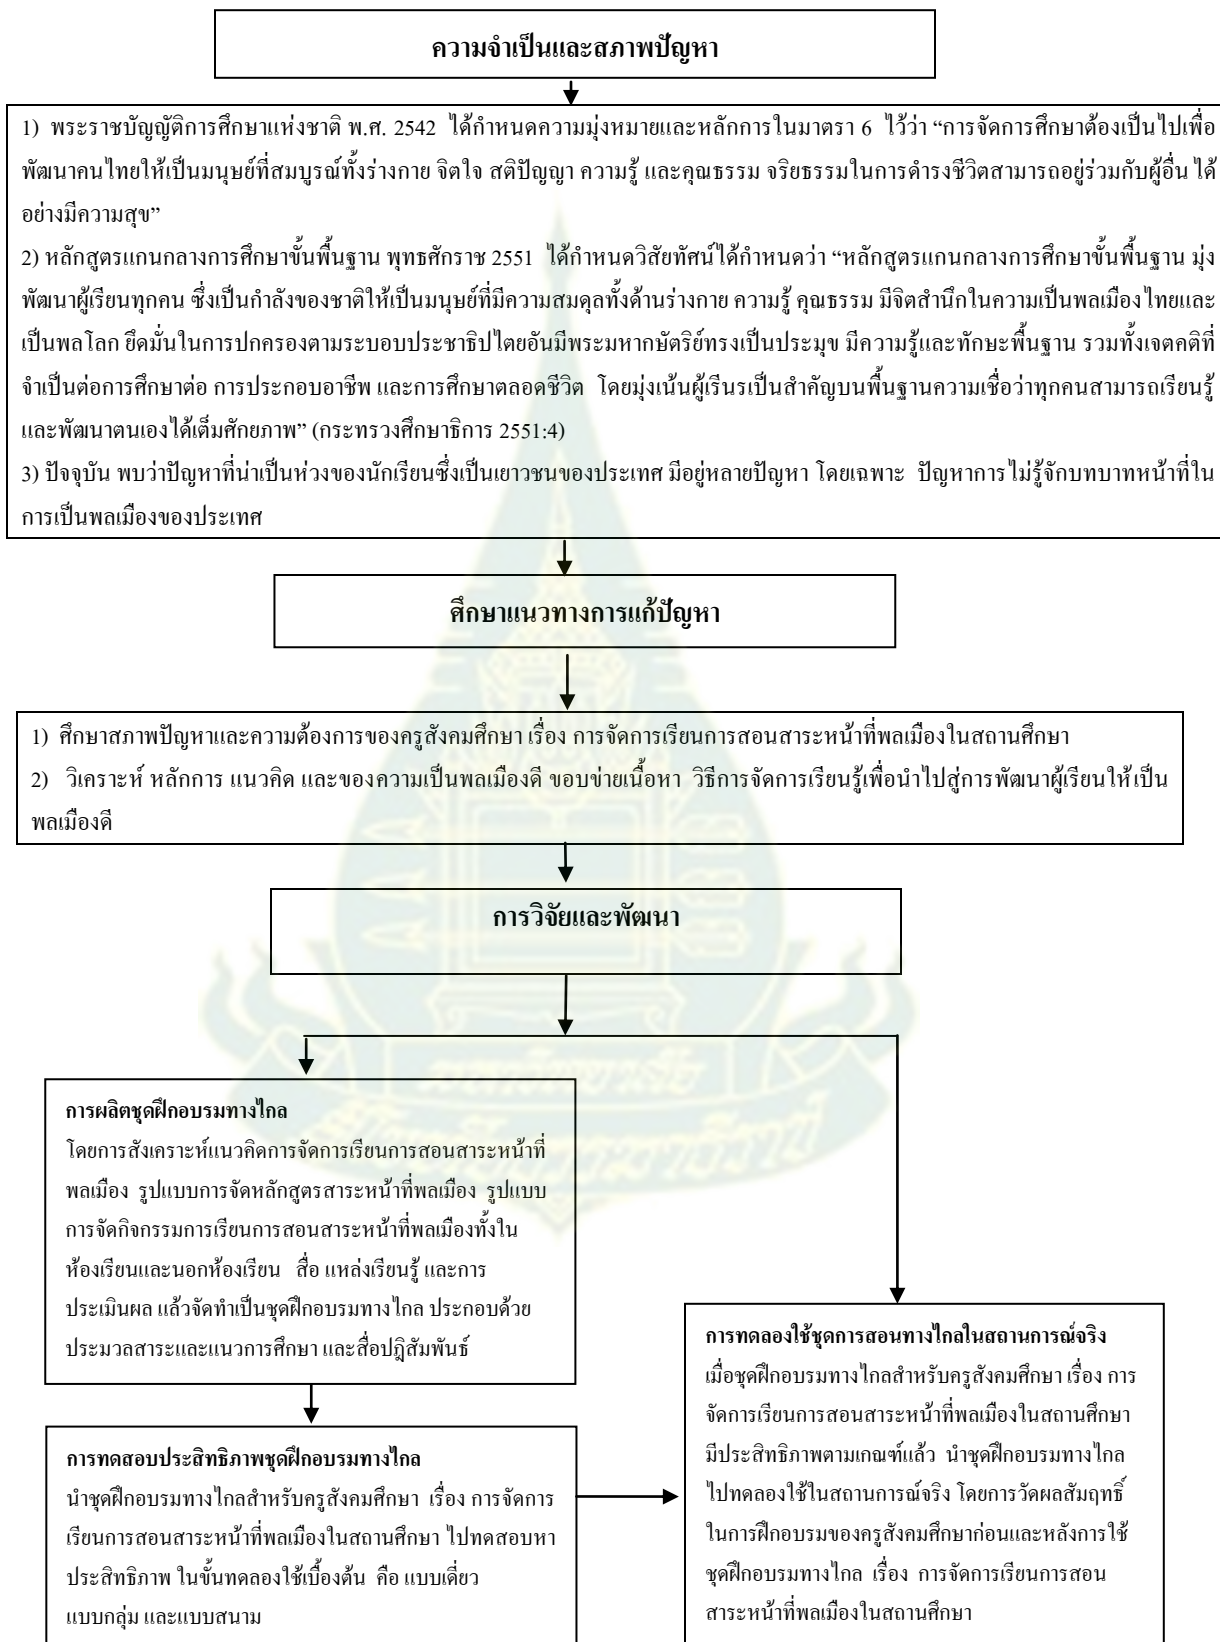 ความจำเป็นและสภาพปัญหา
1) พระราชบัญญัติการศึกษาแห่งชาติ พ.ศ. 2542 ได้กำหนดความมุ่งหมายและหลักการในมาตรา 6 ไว้ว่า “การจัดการศึกษาต้องเป็นไปเพื่อ
พัฒนาคนไทยให้เป็นมนุษย์ที่สมบูรณ์ทั้งร่างกาย จิตใจ สติปัญญา ความรู้ และคุณธรรม จริยธรรมในการดำรงชีวิตสามารถอยู่ร่วมกับผู้อื่น ได้
อย่างมีความสุข”
2) หลักสูตรแกนกลางการศึกษาขั้นพื้นฐาน พุทธศักราช 2551 ได้กำหนดวิสัยทัศน์ได้กำหนดว่า “หลักสูตรแกนกลางการศึกษาขั้นพื้นฐาน มุ่ง
พัฒนาผู้เรียนทุกคน ซึ่งเป็นกำลังของชาติให้เป็นมนุษย์ที่มีความสมดุลทั้งด้านร่างกาย ความรู้ คุณธรรม มีจิตสำนึกในความเป็นพลเมืองไทยและ
เป็นพลโลก ยึดมั่นในการปกครองตามระบอบประชาธิปไตยอันมีพระมหากษัตริย์ทรงเป็นประมุข มีความรู้และทักษะพื้นฐาน รวมทั้งเจตคติที่
จำเป็นต่อการศึกษาต่อ การประกอบอาชีพ และการศึกษาตลอดชีวิต โดยมุ่งเน้นผู้เรีนรเป็นสำคัญบนพื้นฐานความเชื่อว่าทุกคนสามารถเรียนรู้
และพัฒนาตนเองได้เต็มศักยภาพ” (กระทรวงศึกษาธิการ 2551:4)
3) ปัจจุบัน พบว่าปัญหาที่น่าเป็นห่วงของนักเรียนซึ่งเป็นเยาวชนของประเทศ มีอยู่หลายปัญหา โดยเฉพาะ ปัญหาการไม่รู้จักบทบาทหน้าที่ใน
การเป็นพลเมืองของประเทศ
ศึกษาแนวทางการแก้ปัญหา
1) ศึกษาสภาพปัญหาและความต้องการของครูสังคมศึกษา เรื่อง การจัดการเรียนการสอนสาระหน้าที่พลเมืองในสถานศึกษา
2) วิเคราะห์ หลักการ แนวคิด และของความเป็นพลเมืองดี ขอบข่ายเนื้อหา วิธีการจัดการเรียนรู้เพื่อนำไปสู่การพัฒนาผู้เรียนให้เป็น
พลเมืองดี
การวิจัยและพัฒนา
การผลิตชุดฝึกอบรมทางไกล
โดยการสังเคราะห์แนวคิดการจัดการเรียนการสอนสาระหน้าที่
พลเมือง รูปแบบการจัดหลักสูตรสาระหน้าที่พลเมือง รูปแบบ
การจัดกิจกรรมการเรียนการสอนสาระหน้าที่พลเมืองทั้งใน
ห้องเรียนและนอกห้องเรียน สื่อ แหล่งเรียนรู้ และการ
ประเมินผล แล้วจัดทำเป็นชุดฝึกอบรมทางไกล ประกอบด้วย
ประมวลสาระและแนวการศึกษา และสื่อปฏิสัมพันธ์
การทดสอบประสิทธิภาพชุดฝึกอบรมทางไกล
นำชุดฝึกอบรมทางไกลสำหรับครูสังคมศึกษา เรื่อง การจัดการ
เรียนการสอนสาระหน้าที่พลเมืองในสถานศึกษา ไปทดสอบหา
ประสิทธิภาพ ในขั้นทดลองใช้เบื้องต้น คือ แบบเดี่ยว
แบบกลุ่ม และแบบสนาม
การทดลองใช้ชุดการสอนทางไกลในสถานการณ์จริง
เมื่อชุดฝึกอบรมทางไกลสำหรับครูสังคมศึกษา เรื่อง การ
จัดการเรียนการสอนสาระหน้าที่พลเมืองในสถานศึกษา
มีประสิทธิภาพตามเกณฑ์แล้ว นำชุดฝึกอบรมทางไกล
ไปทดลองใช้ในสถานการณ์จริง โดยการวัดผลสัมฤทธิ์
ในการฝึกอบรมของครูสังคมศึกษาก่อนและหลังการใช้
ชุดฝึกอบรมทางไกล เรื่อง การจัดการเรียนการสอน
สาระหน้าที่พลเมืองในสถานศึกษา
มหาวิทยาลัย
สุโขทัยธรรมาธิราช